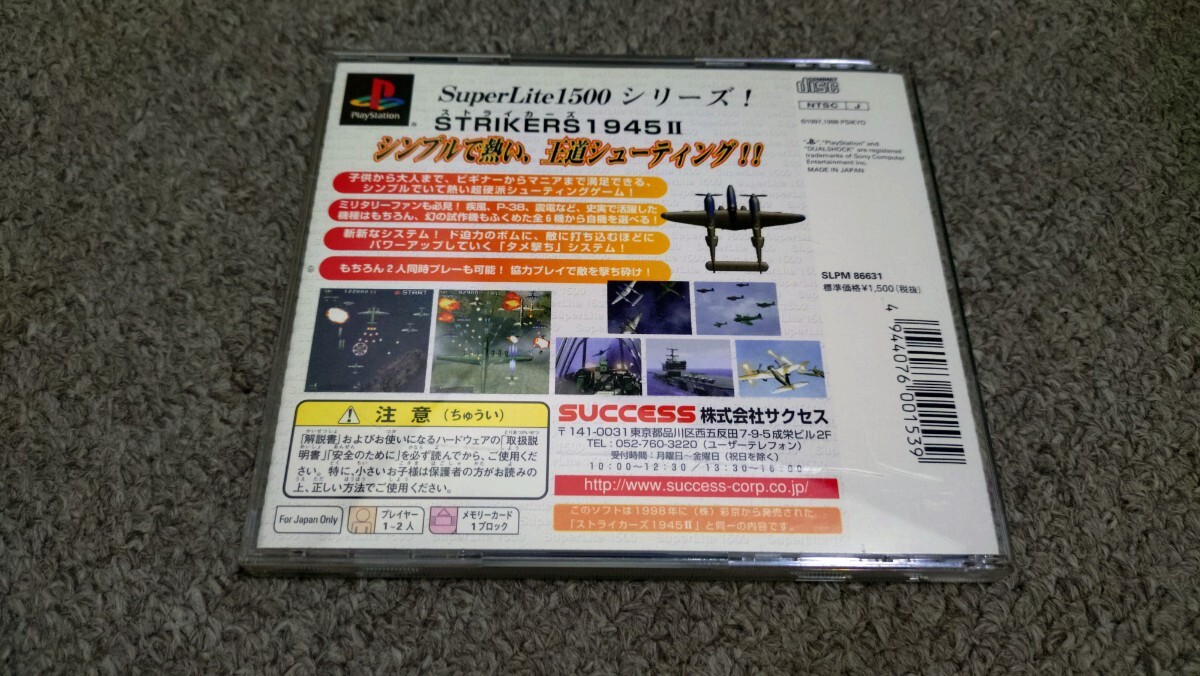 PlayStation
SuperLite1500 シリーズ!
ストライカーズ
STRIKERS1945II
シンプルで熱い、王道シューティング!!
子供から大人まで、ビギナーからマニアまで満足できる、
シンプルでいて熱い超硬派シューティングゲーム!
ミリタリーファンも必見! 疾風、P-38、震電など、史実で活躍した
機種はもちろん、幻の試作機もふくめた全6機から自機を選べる!
斬新なシステム! ド迫力のボムに、敵に打ち込むほどに
パワーアップしていく「タメ撃ち」システム!
もちろん2人同時プレーも可能! 協力プレイで敵を撃ち砕け!
COMPACT
disc
NTSC J
©1997,1998 PSIKYO
"PlayStation" and
"DUALSHOCK" are registered
trademarks of Sony Computer
Entertainment Inc.
MADE IN JAPAN
SLPM 86631
標準価格¥1,500(税抜)
4 944076 001539
START
注意(ちゅうい)
「解説書」およびお使いになるハードウェアの「取扱説
明書」「安全のために」を必ず読んでから、ご使用くだ
さい。特に、小さいお子様は保護者の方がお読みの
上、正しい方法でご使用ください。
For Japan Only
プレイヤー
1~2人
メモリーカード
1ブロック
SUCCESS 株式会社サクセス
〒141-0031 東京都品川区西五反田7-9-5成栄ビル2F
TEL:052-760-3220(ユーザーテレフォン)
受付時間:月曜日~金曜日(祝日を除く)
10:00~12:30/13:30~16:00
http://www.success-corp.co.jp/
このソフトは1998年に(株)彩京から発売された
「ストライカーズ1945II」と同一の内容です。